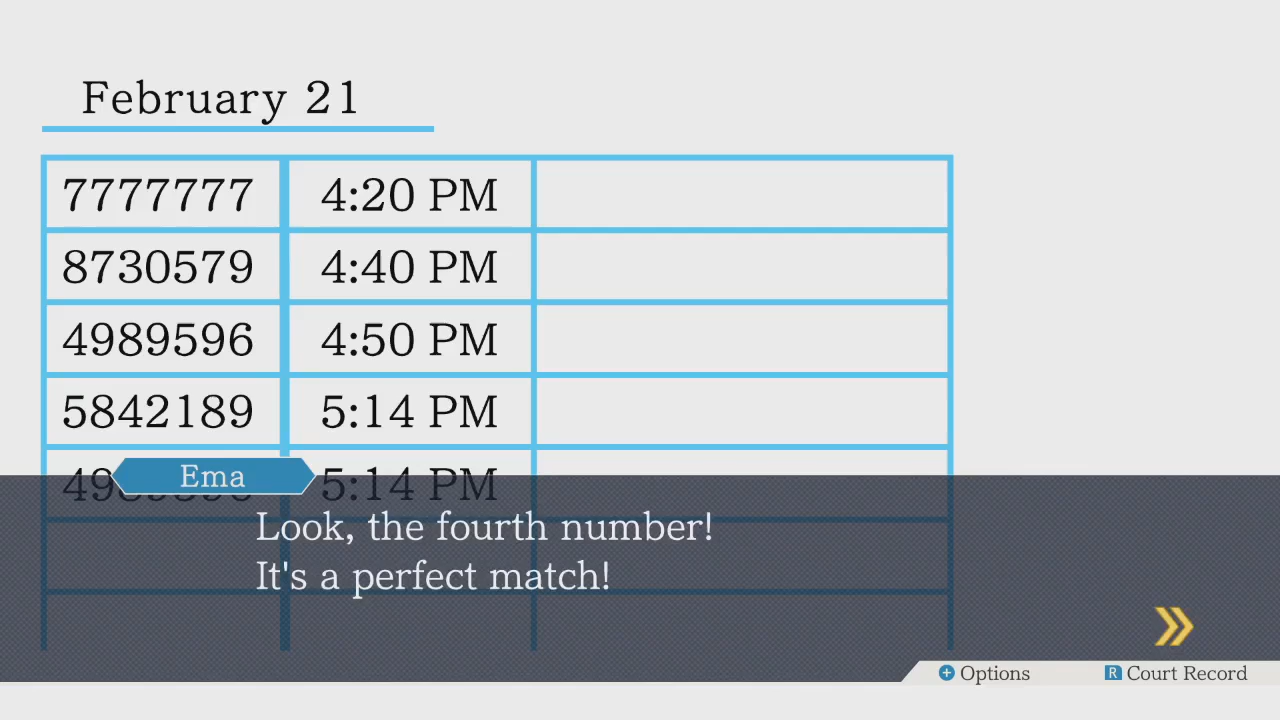 February 21
7777777 4:20 PM
8730579 4:40 PM
4989596 4:50 PM
5842189 5:14 PM
5:14 PM
Ema
Look, the fourth number!
It's a perfect match!
Options
R Court Record